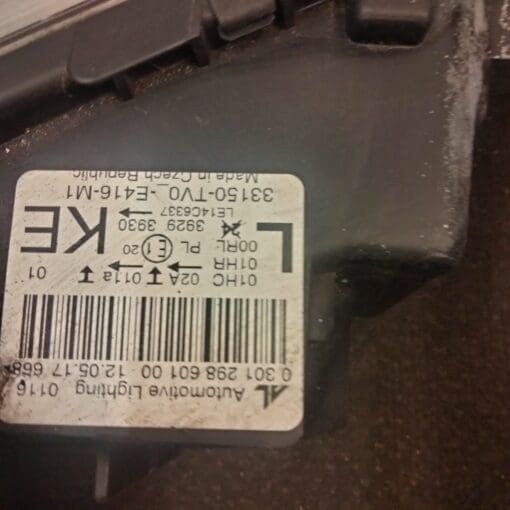 AL Automotive Lighting 0116
0 301 298 601 00 12.05.17 668
01HC 02A 011a 01
01HR
00RL PL E1 20
3929 3930
L KE
LE14C6337
33150-TV0_-E416-M1
Made in Czech Republic